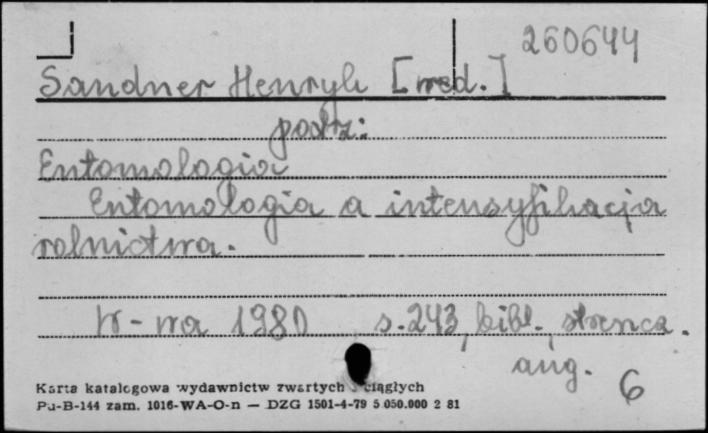 260644
Sandner Henryk [red.]
patrz:
Entomologia
Entomologia a intensyfikacja
rolnictwa.
W-wa 1980 s. 243, bibl., streszcz.
ang. 6
Karta katalogowa wydawnictw zwartych i ciągłych
Pu-B-144 zam. 1016-WA-O-n — DZG 1501-4-79 5 050.000 2 81